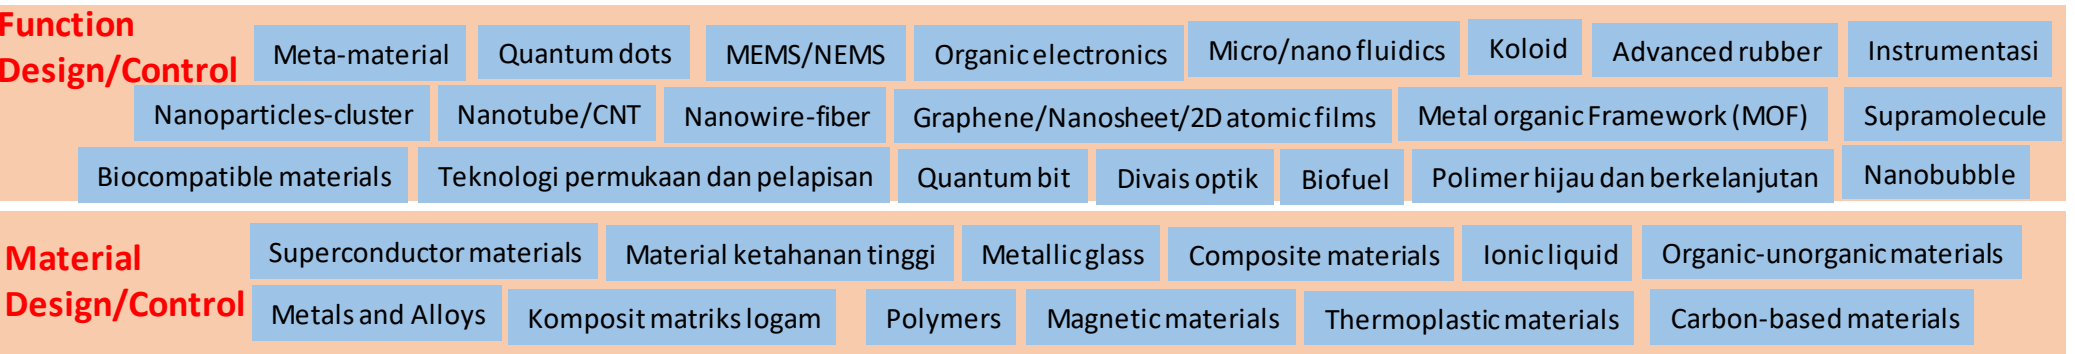 Function
Design/Control
Meta-material
Quantum dots
MEMS/NEMS
Organic electronics
Micro/nano fluidics
Koloid
Advanced rubber
Instrumentasi
Nanoparticles-cluster
Nanotube/CNT
Nanowire-fiber
Graphene/Nanosheet/2D atomic films
Metal organic Framework (MOF)
Supramolecule
Biocompatible materials
Teknologi permukaan dan pelapisan
Quantum bit
Divais optik
Biofuel
Polimer hijau dan berkelanjutan
Nanobubble
Material
Design/Control
Superconductor materials
Material ketahanan tinggi
Metallic glass
Composite materials
Ionic liquid
Organic-unorganic materials
Metals and Alloys
Komposit matriks logam
Polymers
Magnetic materials
Thermoplastic materials
Carbon-based materials